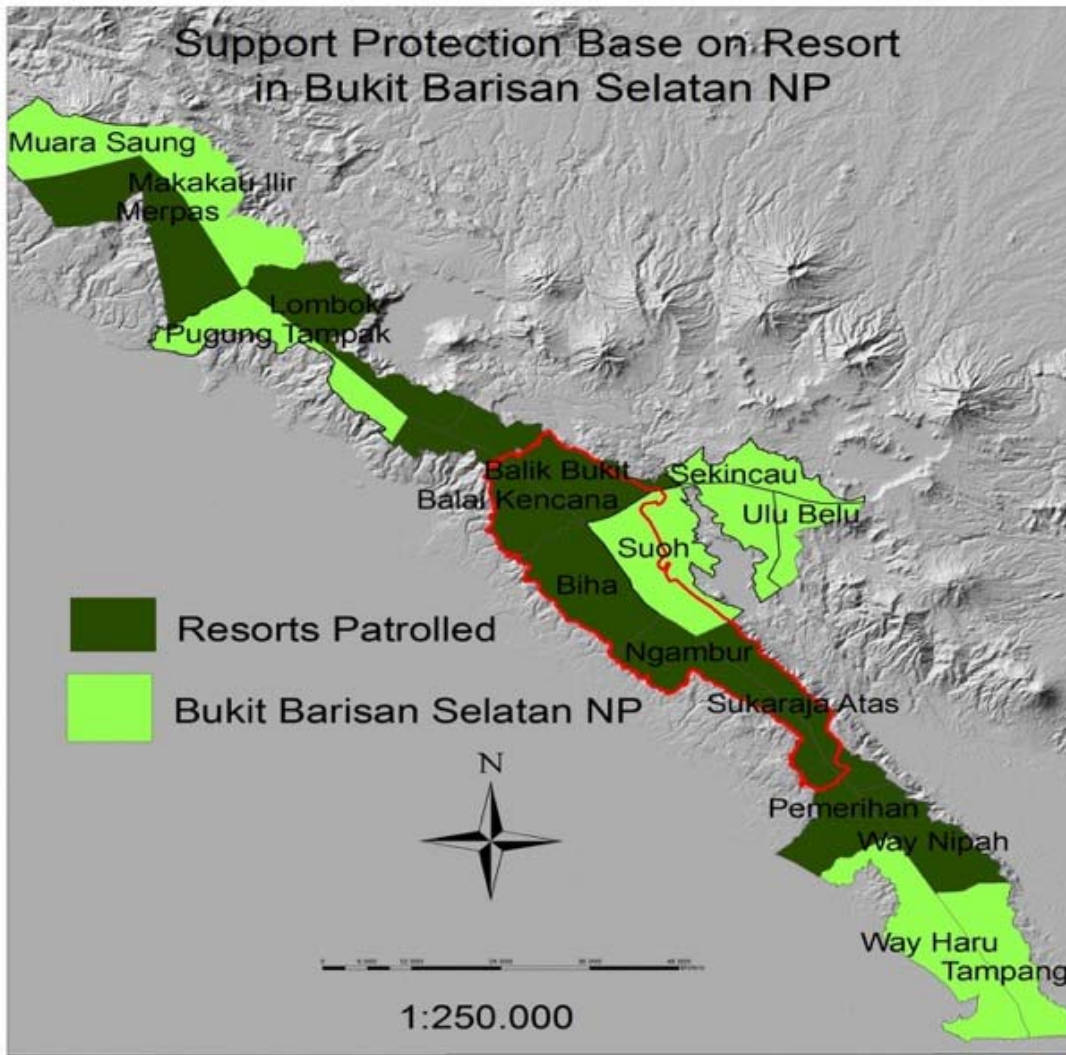 Support Protection Base on Resort
in Bukit Barisan Selatan NP
Muara Saung
Makakau Ilir
Merpas
Lombok
Pugung Tampak
Balik Bukit
Sekincau
Balai Kencana
Ulu Belu
Suoh
Biha
Resorts Patrolled
Ngambur
Bukit Barisan Selatan NP
Sukaraja Atas
N
Pemerihan
Way Nipah
Way Haru
Tampang
1:250.000